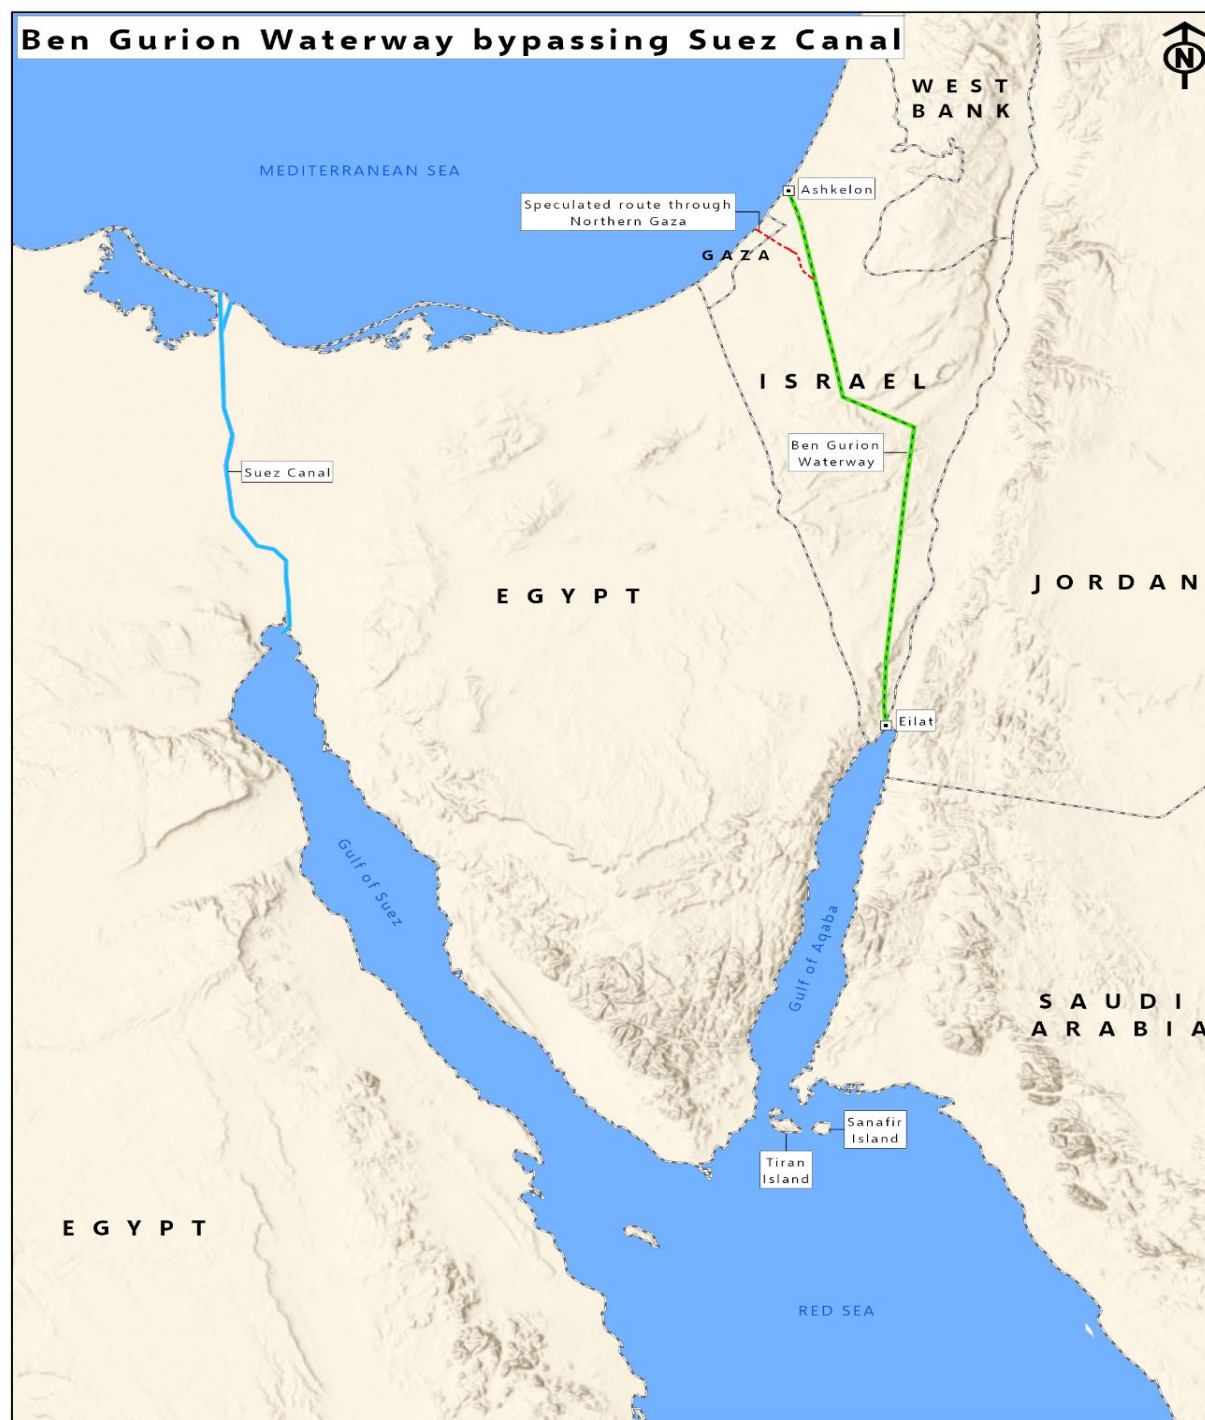 Ben Gurion Waterway bypassing Suez Canal
N
WEST
BANK
MEDITERRANEAN SEA
Ashkelon
Speculated route through
Northern Gaza
GAZA
ISRAEL
Ben Gurion
Waterway
Suez Canal
EGYPT
JORDAN
Eilat
Gulf of Suez
Gulf of Aqaba
SAUDI
ARABIA
Sanafir
Island
Tiran
Island
EGYPT
RED SEA